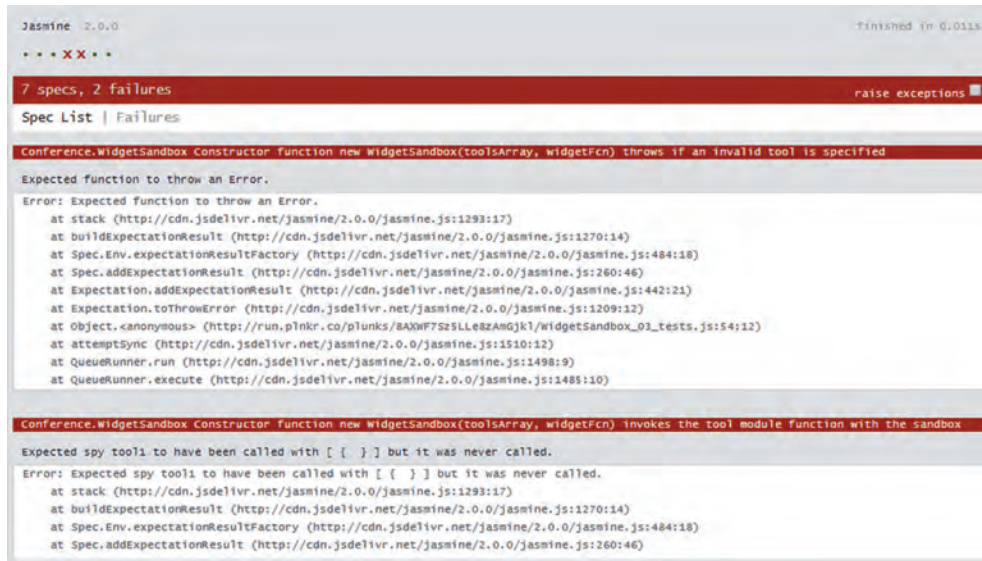 Jasmine 2.0.0
finished in 0.011s
• • • x x • •
7 specs, 2 failures
raise exceptions
Spec List | Failures
Conference.WidgetSandbox Constructor function new WidgetSandbox(toolsArray, widgetFcn) throws if an invalid tool is specified
Expected function to throw an Error.
Error: Expected function to throw an Error.
at stack (http://cdn.jsdelivr.net/jasmine/2.0.0/jasmine.js:1293:17)
at buildExpectationResult (http://cdn.jsdelivr.net/jasmine/2.0.0/jasmine.js:1270:14)
at Spec.Env.expectationResultFactory (http://cdn.jsdelivr.net/jasmine/2.0.0/jasmine.js:484:18)
at Spec.addExpectationResult (http://cdn.jsdelivr.net/jasmine/2.0.0/jasmine.js:260:46)
at Expectation.addExpectationResult (http://cdn.jsdelivr.net/jasmine/2.0.0/jasmine.js:442:21)
at Expectation.toThrowError (http://cdn.jsdelivr.net/jasmine/2.0.0/jasmine.js:1209:12)
at Object.<anonymous> (http://run.plnkr.co/plunks/8AXWF7Sz5LLe8zAmGjkl/WidgetSandbox_03_tests.js:54:12)
at attemptSync (http://cdn.jsdelivr.net/jasmine/2.0.0/jasmine.js:1510:12)
at QueueRunner.run (http://cdn.jsdelivr.net/jasmine/2.0.0/jasmine.js:1498:9)
at QueueRunner.execute (http://cdn.jsdelivr.net/jasmine/2.0.0/jasmine.js:1485:10)
Conference.WidgetSandbox Constructor function new WidgetSandbox(toolsArray, widgetFcn) invokes the tool module function with the sandbox
Expected spy tool1 to have been called with [ { } ] but it was never called.
Error: Expected spy tool1 to have been called with [ { } ] but it was never called.
at stack (http://cdn.jsdelivr.net/jasmine/2.0.0/jasmine.js:1293:17)
at buildExpectationResult (http://cdn.jsdelivr.net/jasmine/2.0.0/jasmine.js:1270:14)
at Spec.Env.expectationResultFactory (http://cdn.jsdelivr.net/jasmine/2.0.0/jasmine.js:484:18)
at Spec.addExpectationResult (http://cdn.jsdelivr.net/jasmine/2.0.0/jasmine.js:260:46)